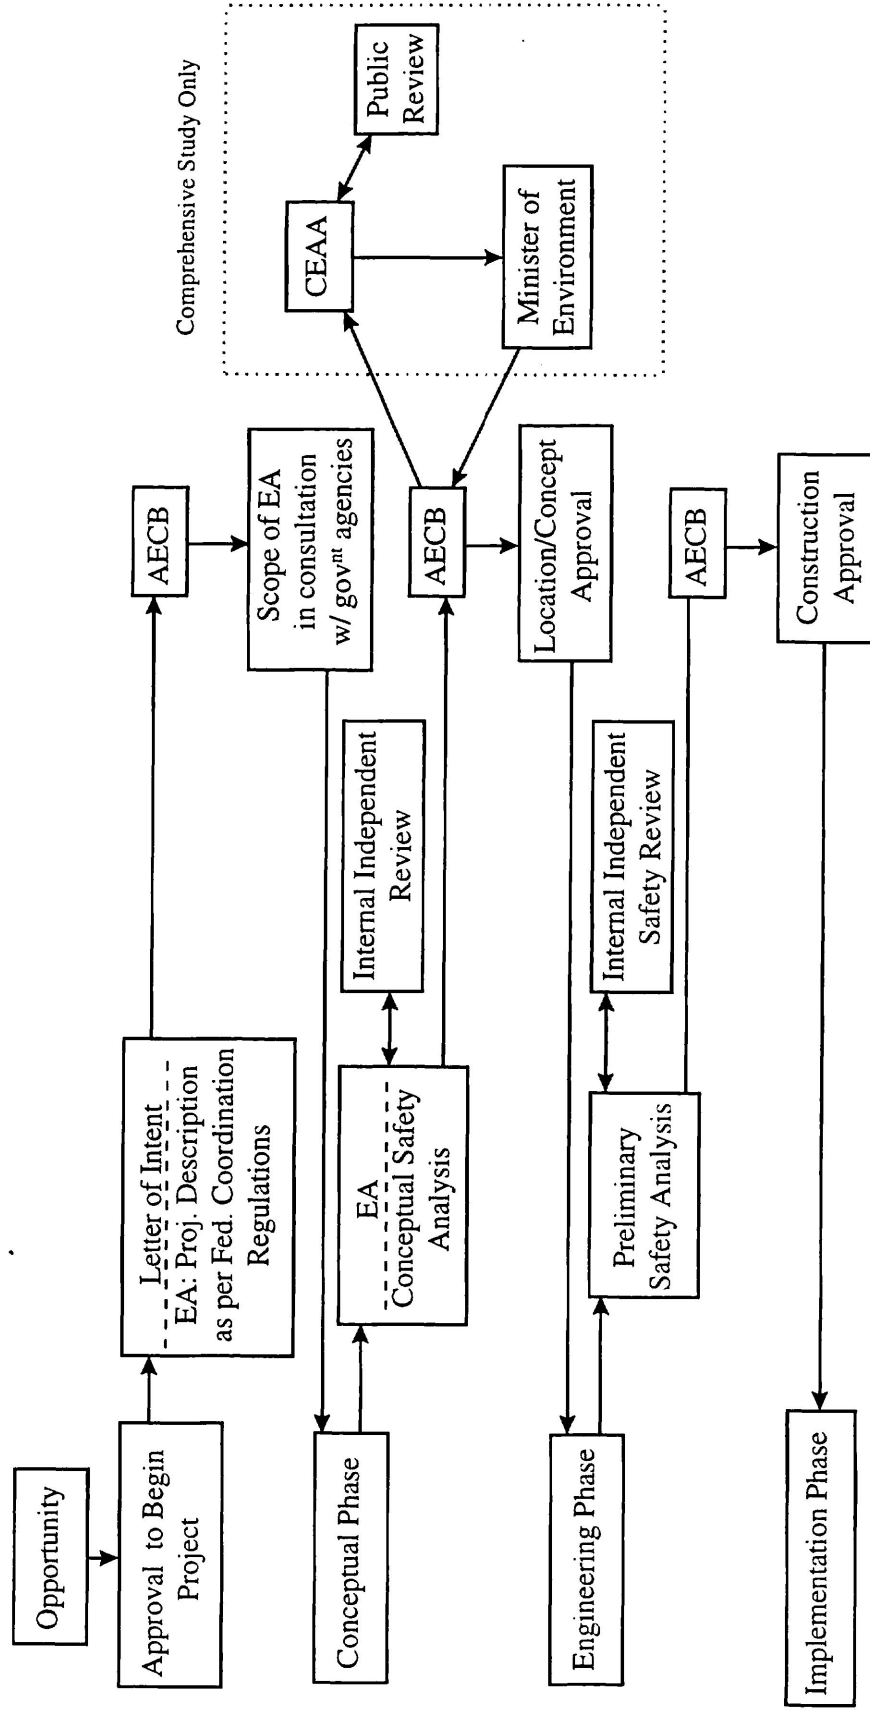 Opportunity
Approval to Begin
Project
Letter of Intent
EA: Proj. Description
as per Fed. Coordination
Regulations
AECB
Scope of EA
in consultation
w/ govⁿᵗ agencies
Comprehensive Study Only
Conceptual Phase
EA
Conceptual Safety
Analysis
Internal Independent
Review
AECB
CEAA
Public
Review
Minister of
Environment
Location/Concept
Approval
Engineering Phase
Preliminary
Safety Analysis
Internal Independent
Safety Review
AECB
Construction
Approval
Implementation Phase